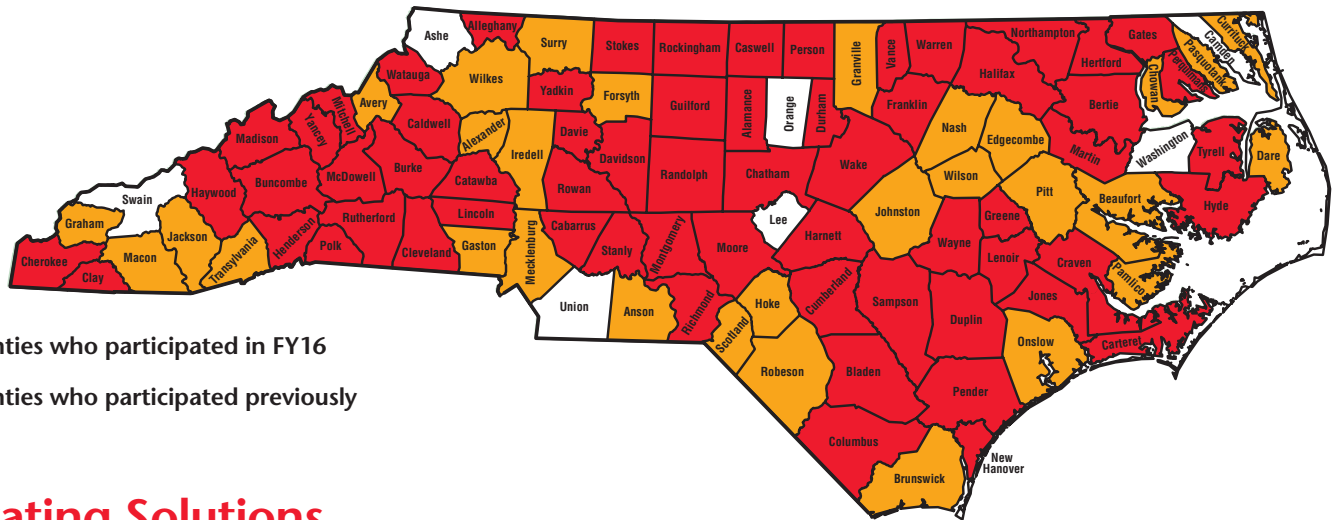 Ashe
Alleghany
Surry
Stokes
Rockingham
Caswell
Person
Granville
Vance
Warren
Northampton
Gates
Currituck
Camden
Pasquotank
Perquimans
Chowan
Hertford
Halifax
Bertie
Watauga
Wilkes
Yadkin
Forsyth
Guilford
Alamance
Orange
Durham
Franklin
Nash
Edgecombe
Martin
Washington
Tyrell
Dare
Avery
Mitchell
Yancey
Madison
Caldwell
Alexander
Iredell
Davie
Davidson
Randolph
Chatham
Wake
Wilson
Pitt
Beaufort
Hyde
Haywood
Buncombe
McDowell
Burke
Catawba
Rowan
Lee
Johnston
Greene
Swain
Graham
Jackson
Macon
Transylvania
Henderson
Polk
Rutherford
Cleveland
Lincoln
Gaston
Mecklenburg
Cabarrus
Stanly
Montgomery
Moore
Harnett
Wayne
Lenoir
Craven
Pamlico
Cherokee
Clay
Union
Anson
Richmond
Scotland
Hoke
Cumberland
Sampson
Duplin
Jones
Onslow
Carteret
Robeson
Bladen
Pender
Columbus
Brunswick
New
Hanover
nties who participated in FY16
nties who participated previously
ating Solutions